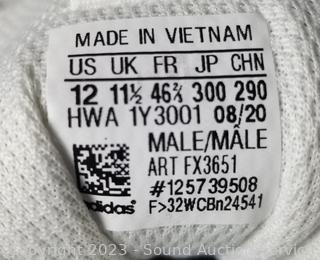 MADE IN VIETNAM
US UK FR JP CHN
12 11½ 46⅔ 300 290
HWA 1Y3001 08/20
MALE/MÂLE
ART FX3651
#125739508
adidas F>32WCBn24541
Copyright 2023 - Sound Auction Service